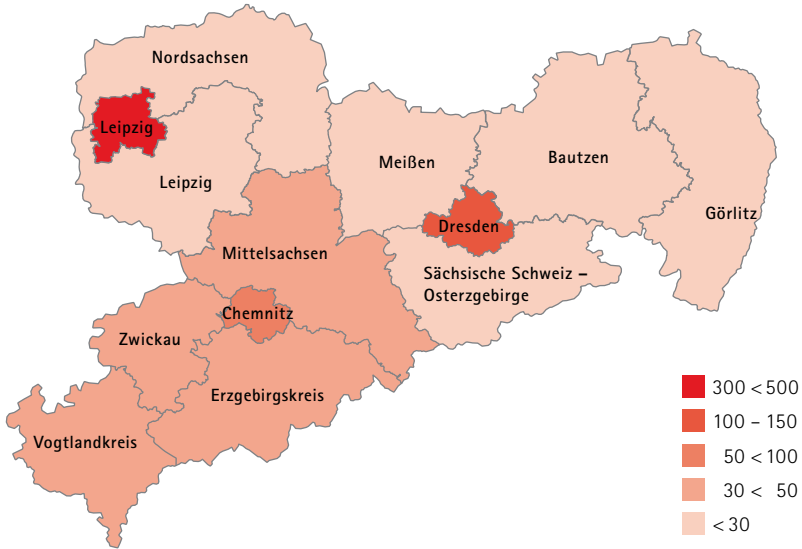 Nordsachsen
Leipzig
Leipzig
Meißen
Bautzen
Görlitz
Dresden
Mittelsachsen
Sächsische Schweiz –
Osterzgebirge
Chemnitz
Zwickau
Erzgebirgskreis
Vogtlandkreis
300 < 500
100 – 150
50 < 100
30 < 50
< 30